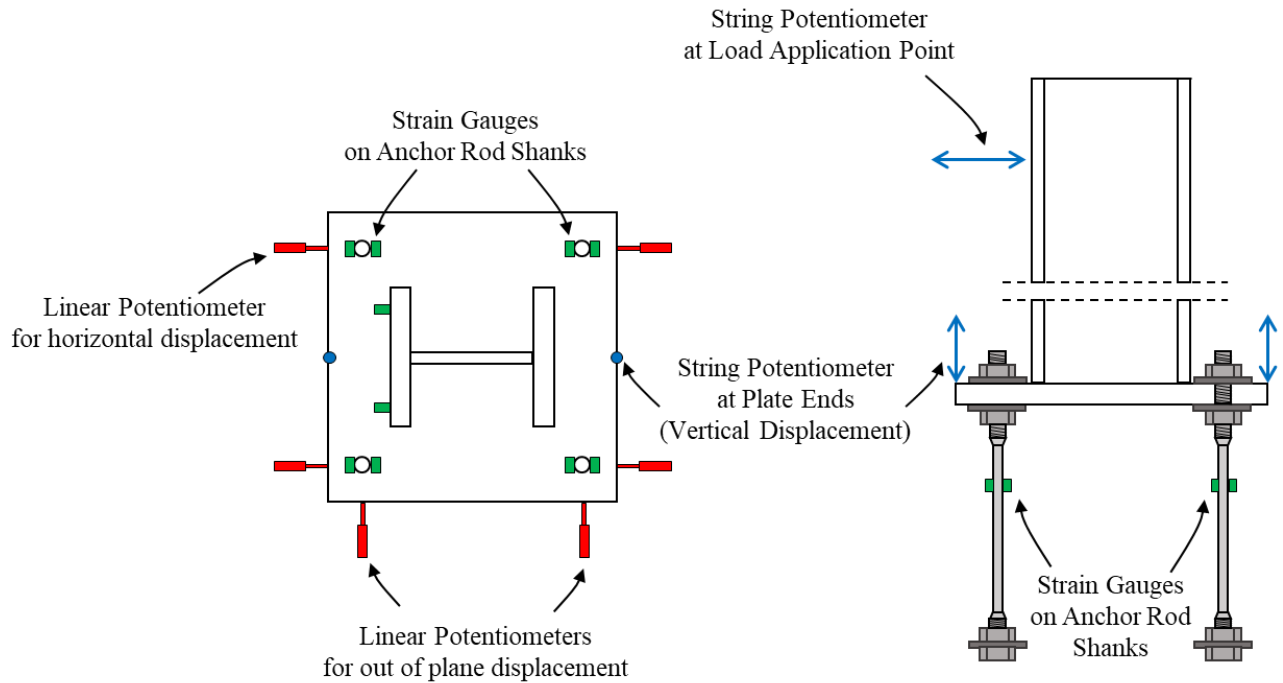 String Potentiometer
at Load Application Point
Strain Gauges
on Anchor Rod Shanks
Linear Potentiometer
for horizontal displacement
String Potentiometer
at Plate Ends
(Vertical Displacement)
Strain Gauges
on Anchor Rod
Shanks
Linear Potentiometers
for out of plane displacement